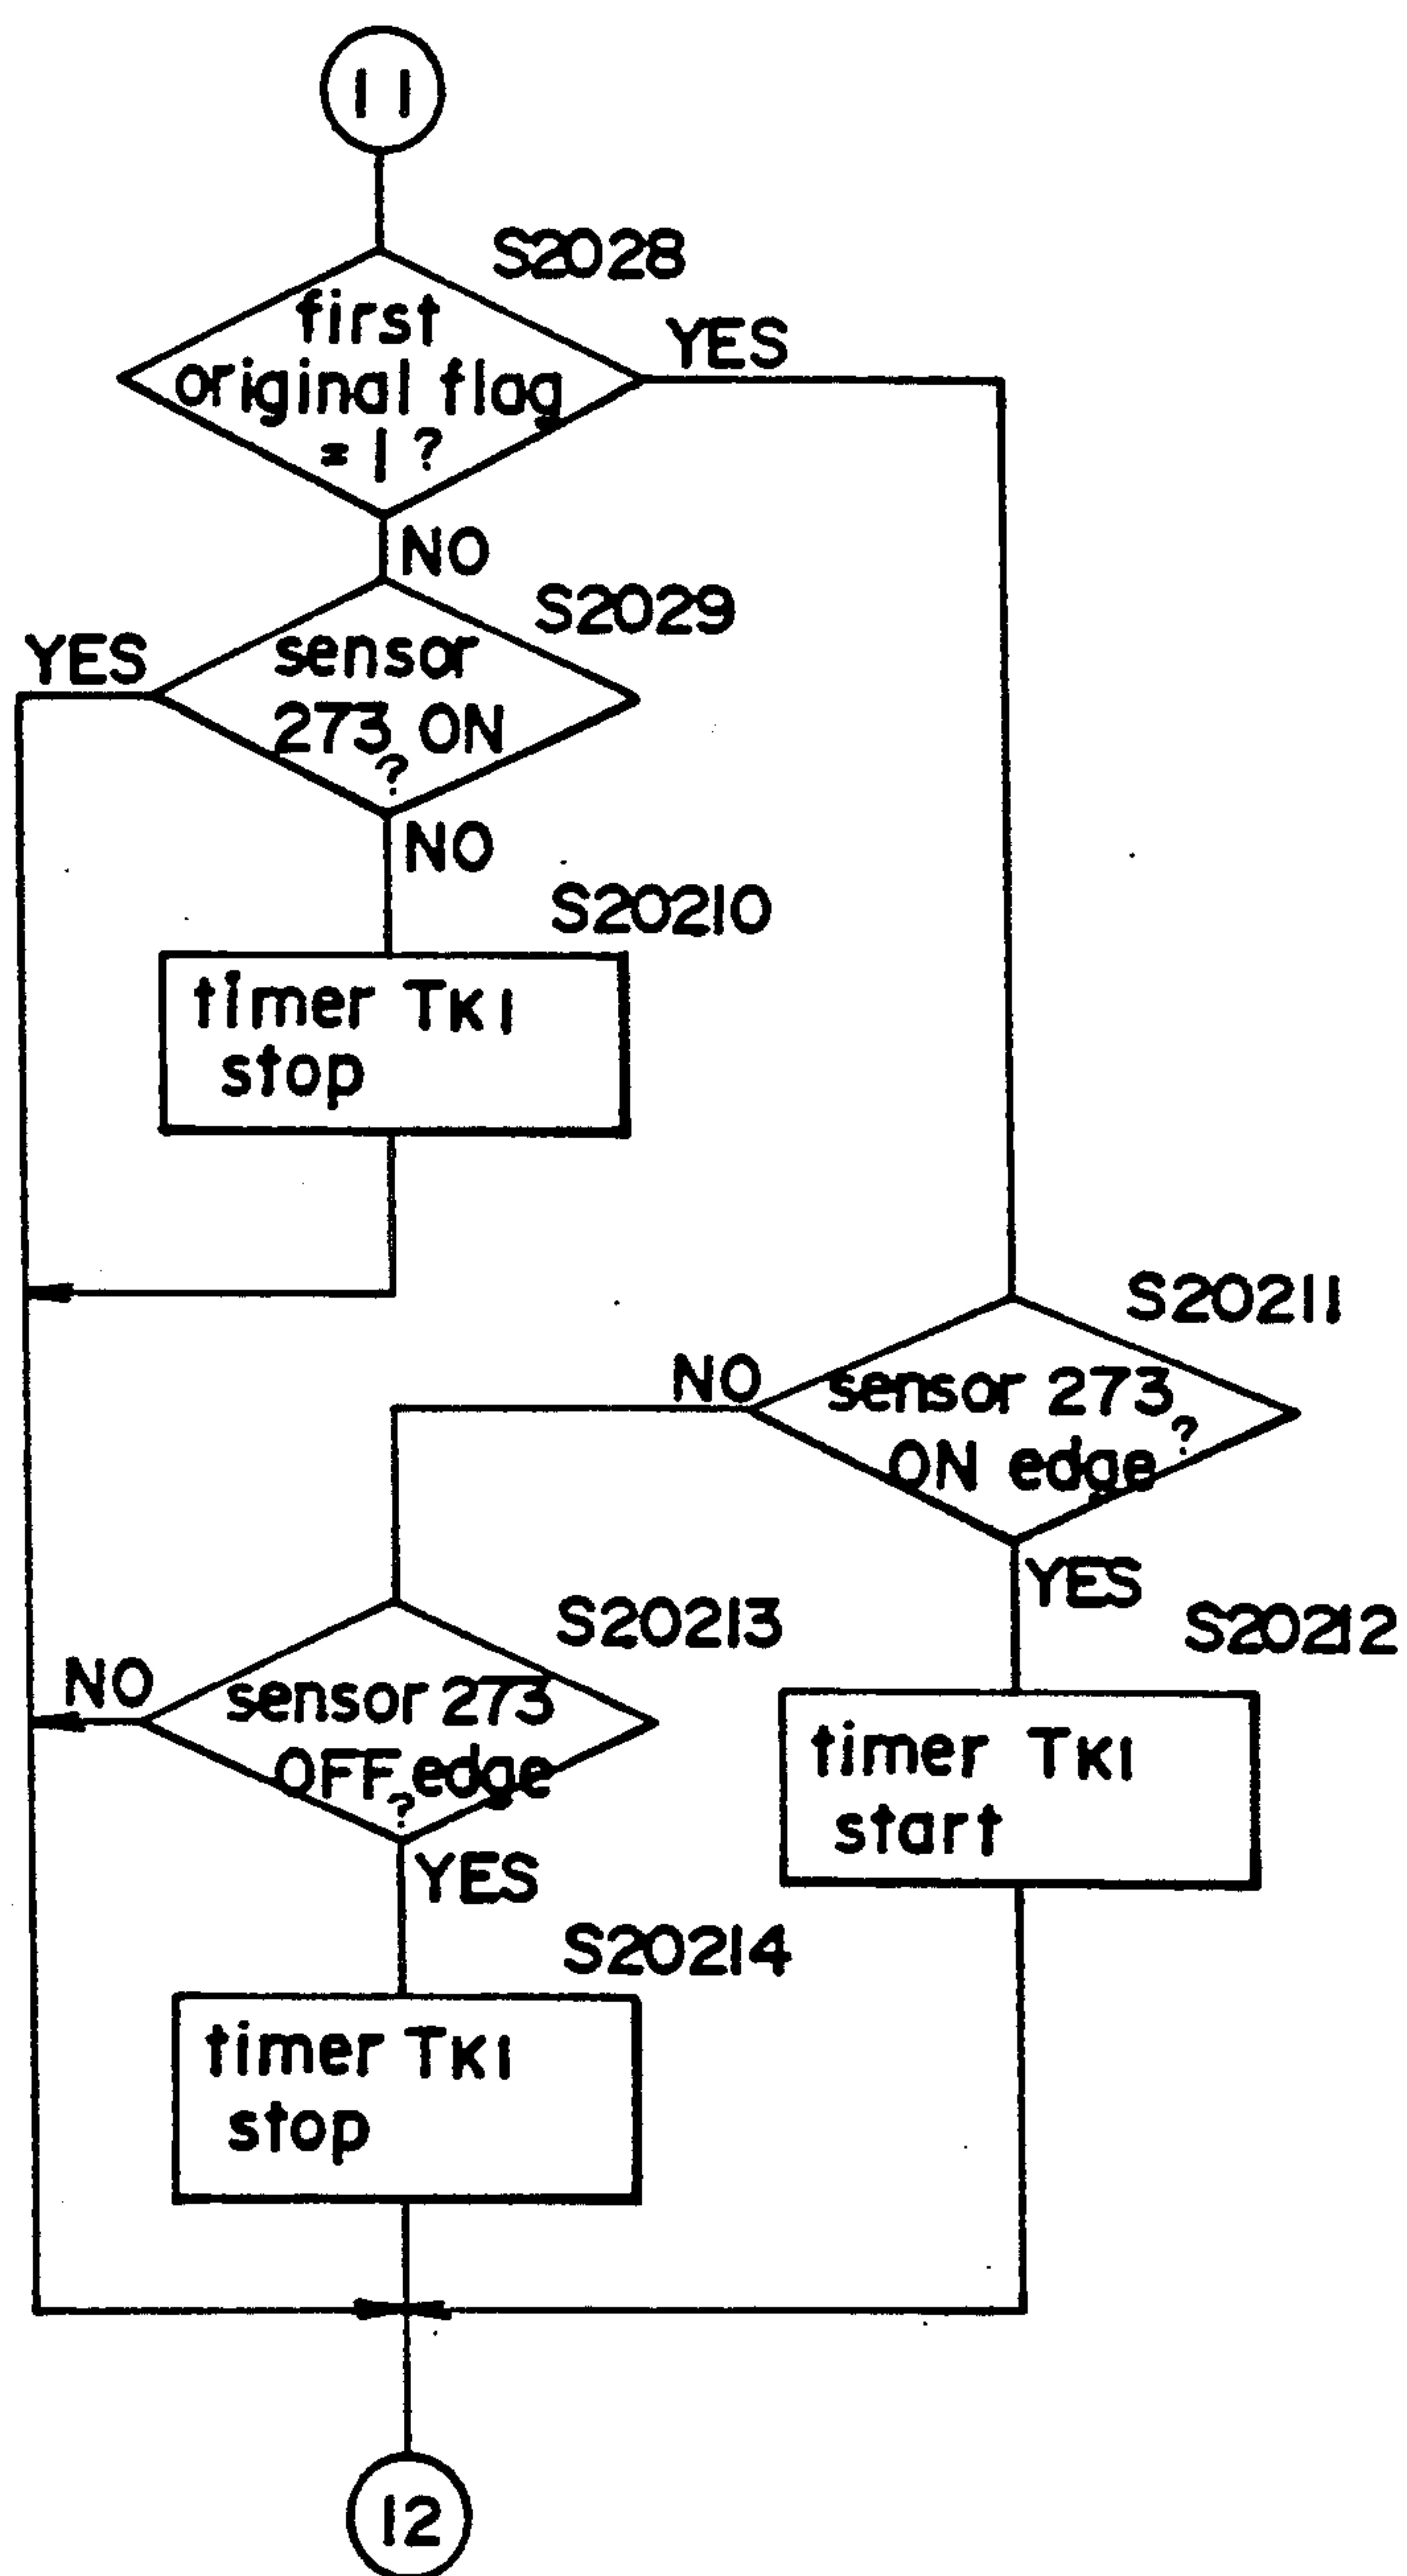 11
S2028
first
original flag
= 1 ?
YES
NO
S2029
YES
sensor
273 ON
?
NO
S20210
timer TK1
stop
S20211
NO
sensor 273
ON edge ?
YES
S20212
timer TK1
start
S20213
NO
sensor 273
OFF edge
?
YES
S20214
timer TK1
stop
12